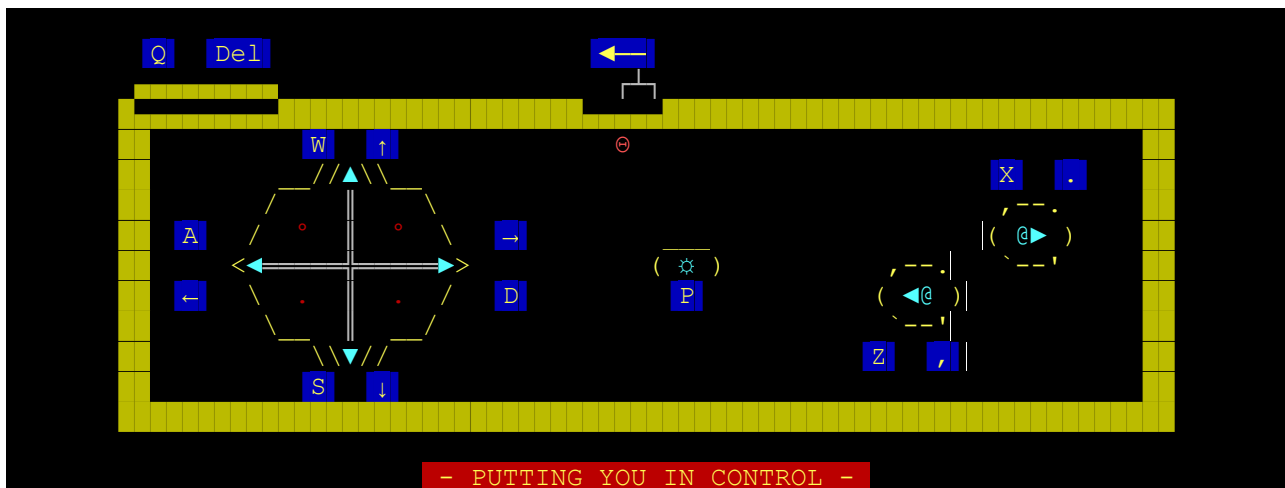 Q Del ←
W ↑
X .
A →
@►
P
← D
◄@
Z ,
S ↓
- PUTTING YOU IN CONTROL -